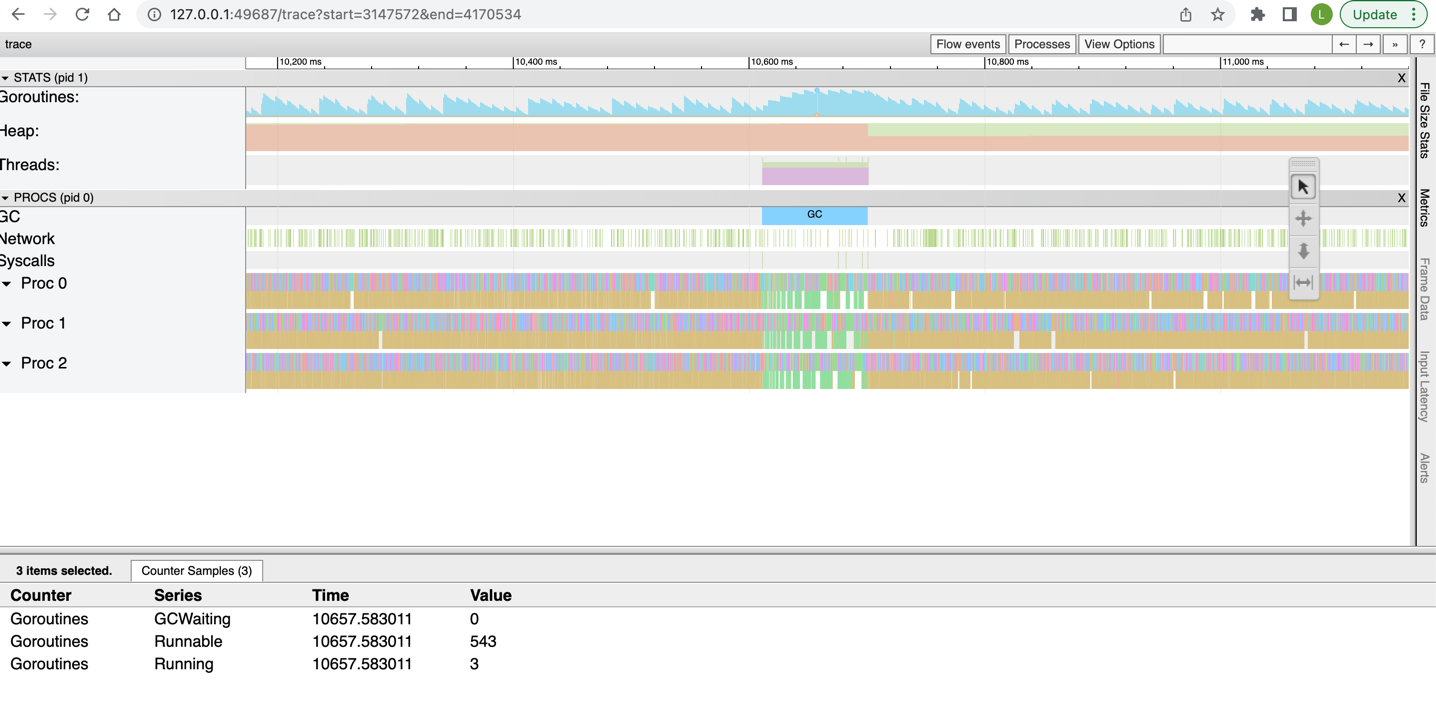 127.0.0.1:49687/trace?start=3147572&end=4170534
L
Update
trace
Flow events
Processes
View Options
←
→
»
?
10,200 ms
10,400 ms
10,600 ms
10,800 ms
11,000 ms
STATS (pid 1)
X
Goroutines:
Heap:
Threads:
PROCS (pid 0)
X
GC
GC
Network
Syscalls
Proc 0
Proc 1
Proc 2
File Size Stats
Metrics
Frame Data
Input Latency
Alerts
3 items selected.
Counter Samples (3)
Counter Series Time Value
Goroutines GCWaiting 10657.583011 0
Goroutines Runnable 10657.583011 543
Goroutines Running 10657.583011 3